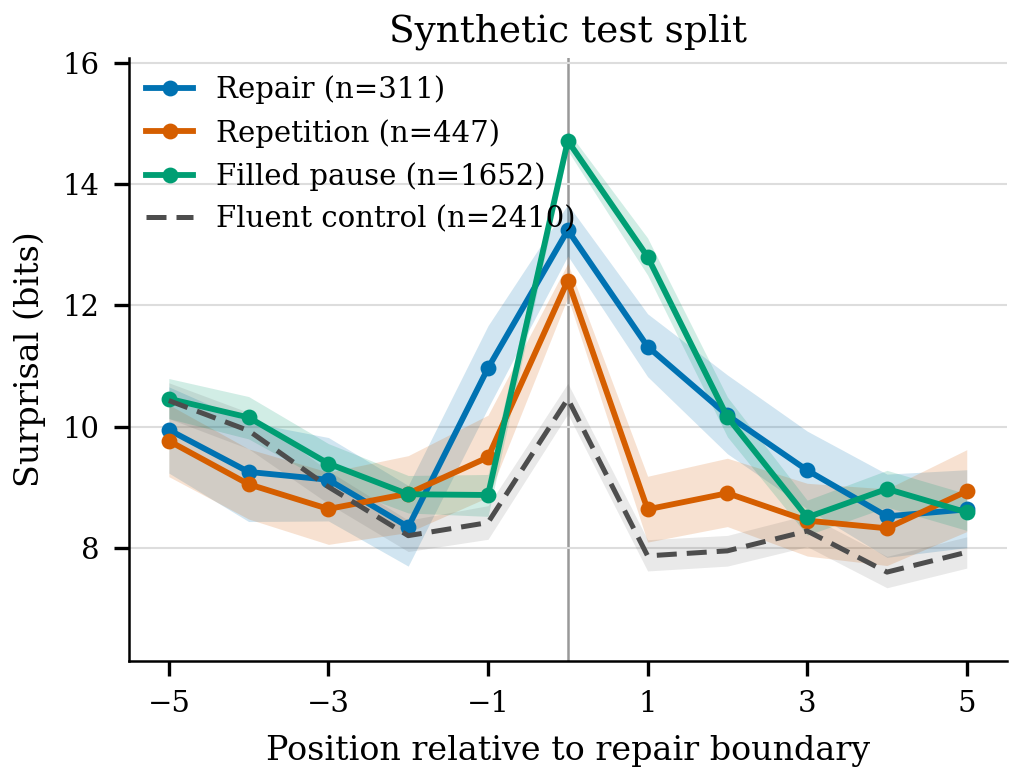 Synthetic test split
Repair (n=311)
Repetition (n=447)
Filled pause (n=1652)
Fluent control (n=2410)
Surprisal (bits)
16
14
12
10
8
−5
−3
−1
1
3
5
Position relative to repair boundary